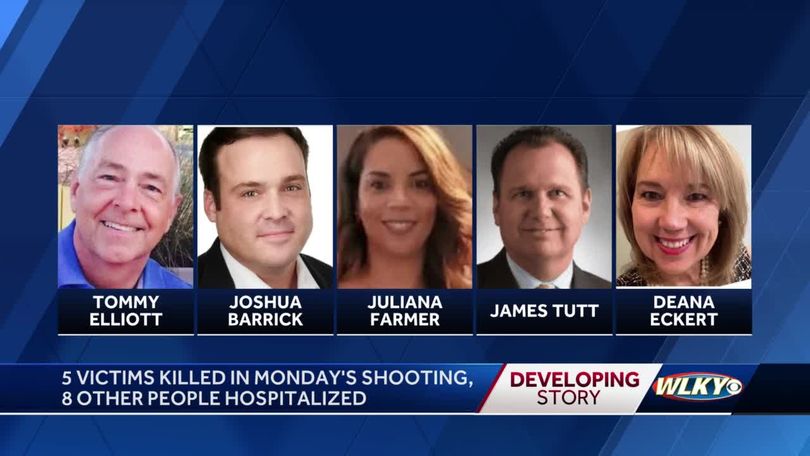 TOMMY
ELLIOTT
JOSHUA
BARRICK
JULIANA
FARMER
JAMES TUTT
DEANA
ECKERT
5 VICTIMS KILLED IN MONDAY'S SHOOTING,
8 OTHER PEOPLE HOSPITALIZED
DEVELOPING
STORY
WLKY